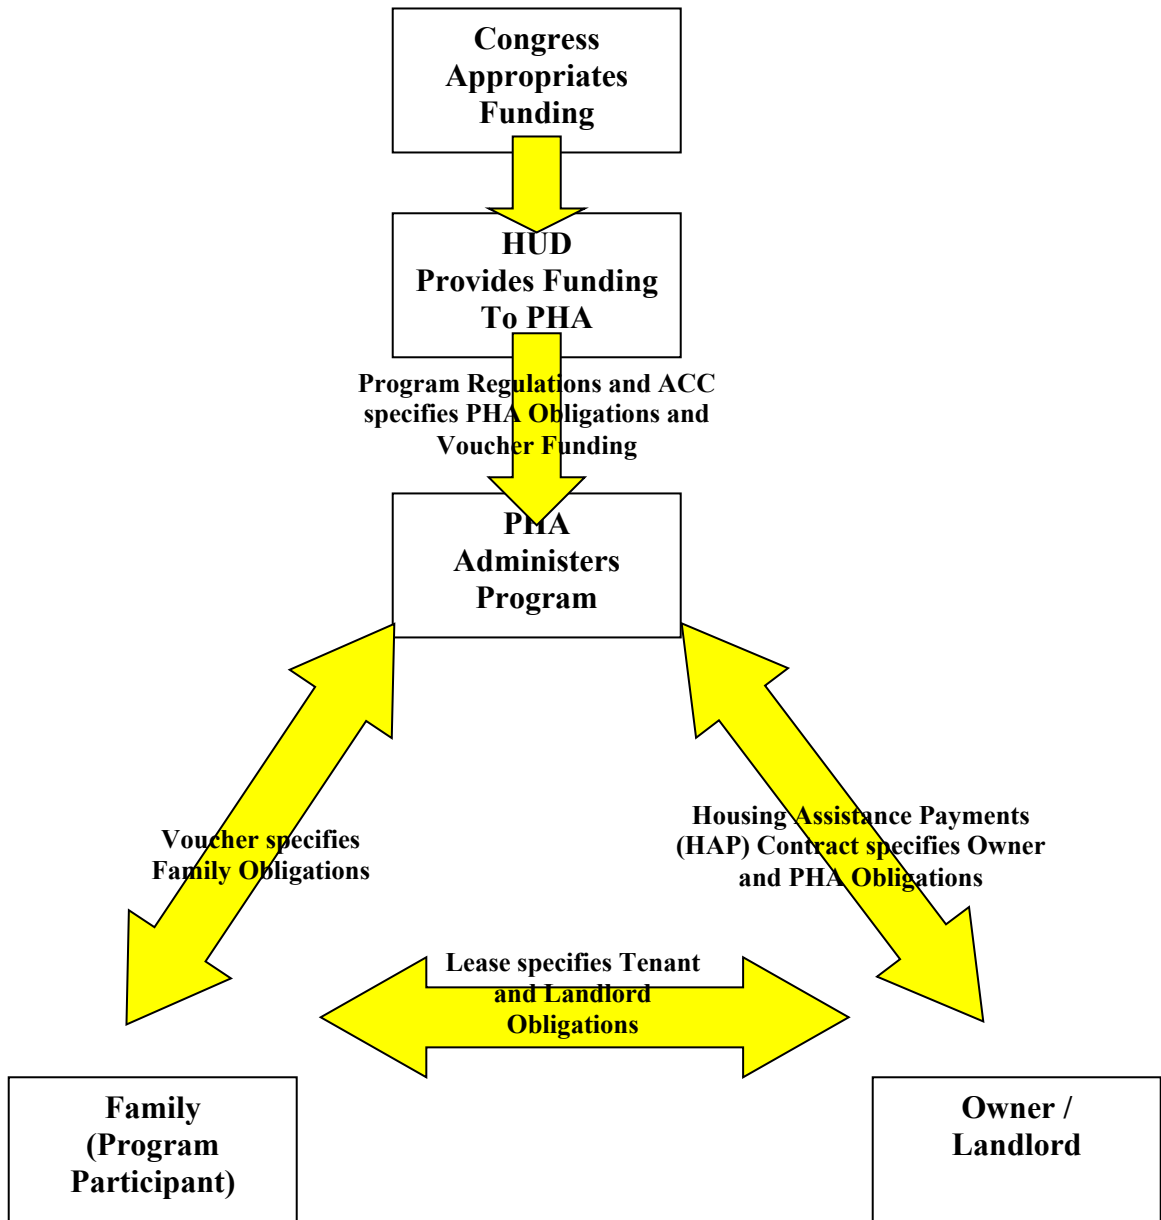 Congress
Appropriates
Funding
HUD
Provides Funding
To PHA
Program Regulations and ACC
specifies PHA Obligations and
Voucher Funding
PHA
Administers
Program
Voucher specifies
Family Obligations
Housing Assistance Payments
(HAP) Contract specifies Owner
and PHA Obligations
Lease specifies Tenant
and Landlord
Obligations
Family
(Program
Participant)
Owner /
Landlord